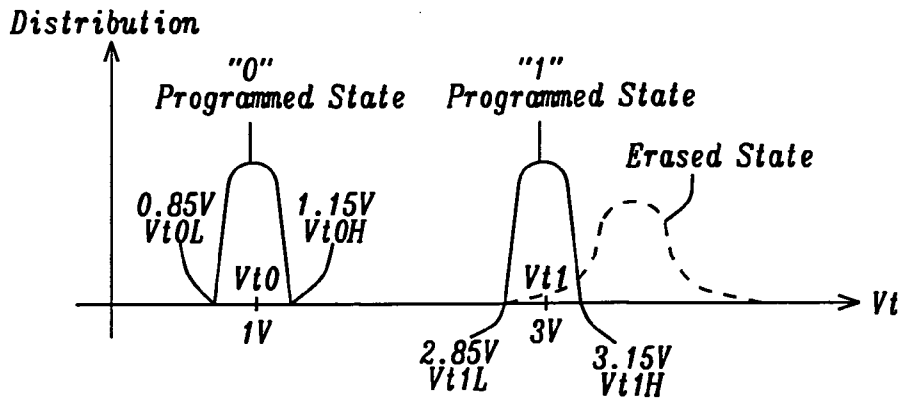 Distribution
"0"
Programmed State
"1"
Programmed State
Erased State
0.85V
Vt0L
1.15V
Vt0H
Vt0
Vt1
Vt
1V
3V
2.85V
Vt1L
3.15V
Vt1H